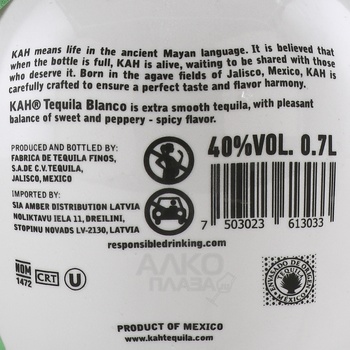 KAH means life in the ancient Mayan language. It is believed that
when the bottle is full, KAH is alive, waiting to be shared with those
who deserve it. Born in the agave fields of Jalisco, Mexico, KAH is
carefully crafted to ensure a perfect taste and flavor harmony.
KAH® Tequila Blanco is extra smooth tequila, with pleasant
balance of sweet and peppery - spicy flavor.
PRODUCED AND BOTTLED BY:
FABRICA DE TEQUILA FINOS,
S.A.DE C.V. TEQUILA,
JALISCO, MEXICO
40%VOL. 0.7L
IMPORTED BY:
SIA AMBER DISTRIBUTION LATVIA
NOLIKTAVU IELA 11, DREILINI,
STOPINU NOVADS LV-2130, LATVIA
7 503023 613033
responsibledrinking.com
NOM
1472
CRT
U
АЛКО
ПЛАЗА
ENVASADO DE ORIGEN
TEQUILA
MEXICO
PRODUCT OF MEXICO
www.kahtequila.com